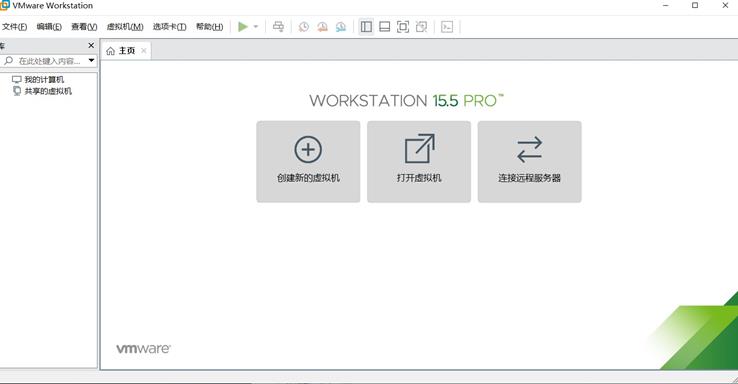 VMware Workstation
文件(F) 编辑(E) 查看(V) 虚拟机(M) 选项卡(T) 帮助(H)
库
在此处键入内容...
我的计算机
共享的虚拟机
主页
WORKSTATION 15.5 PRO™
创建新的虚拟机
打开虚拟机
连接远程服务器
vmware®